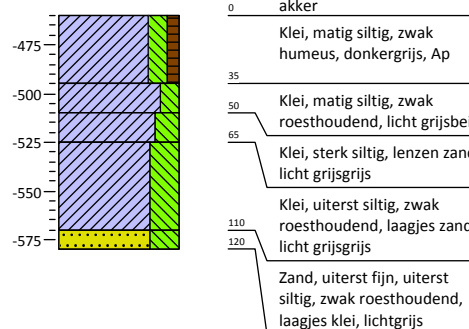 akker
0
Klei, matig siltig, zwak
humeus, donkergrijs, Ap
-475
35
-500
Klei, matig siltig, zwak
50
roesthoudend, licht grijsbei
65
-525
Klei, sterk siltig, lenzen zand
licht grijsgrijs
-550
Klei, uiterst siltig, zwak
110
roesthoudend, laagjes zand
-575
120
licht grijsgrijs
Zand, uiterst fijn, uiterst
siltig, zwak roesthoudend,
laagjes klei, lichtgrijs